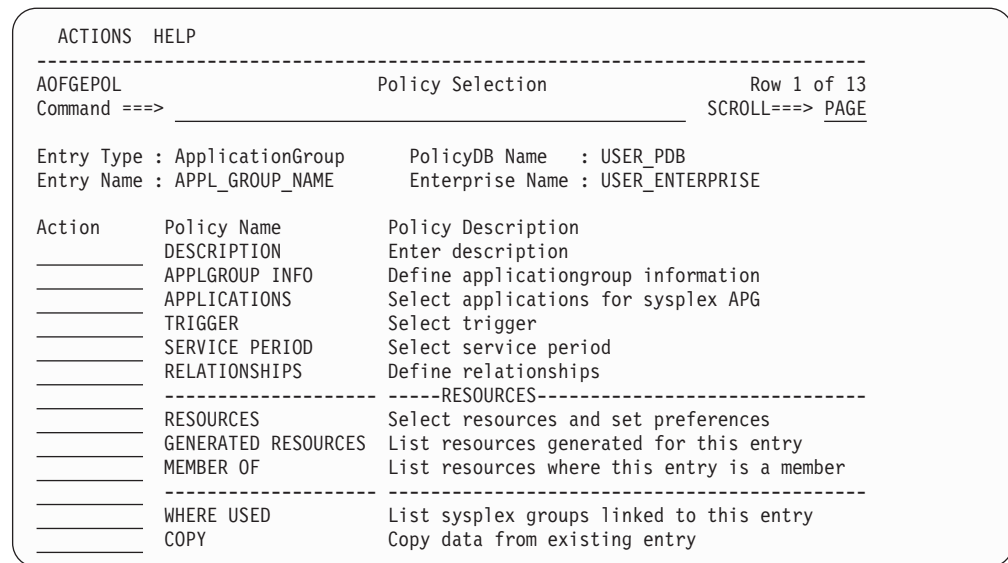 ACTIONS HELP
--------------------------------------------------------------------------------
AOFGEPOL Policy Selection Row 1 of 13
Command ===> SCROLL===> PAGE
Entry Type : ApplicationGroup PolicyDB Name : USER_PDB
Entry Name : APPL_GROUP_NAME Enterprise Name : USER_ENTERPRISE
Action Policy Name Policy Description
DESCRIPTION Enter description
APPLGROUP INFO Define applicationgroup information
APPLICATIONS Select applications for sysplex APG
TRIGGER Select trigger
SERVICE PERIOD Select service period
RELATIONSHIPS Define relationships
-------------------- -----RESOURCES-------------------------------
RESOURCES Select resources and set preferences
GENERATED RESOURCES List resources generated for this entry
MEMBER OF List resources where this entry is a member
-------------------- ---------------------------------------------
WHERE USED List sysplex groups linked to this entry
COPY Copy data from existing entry